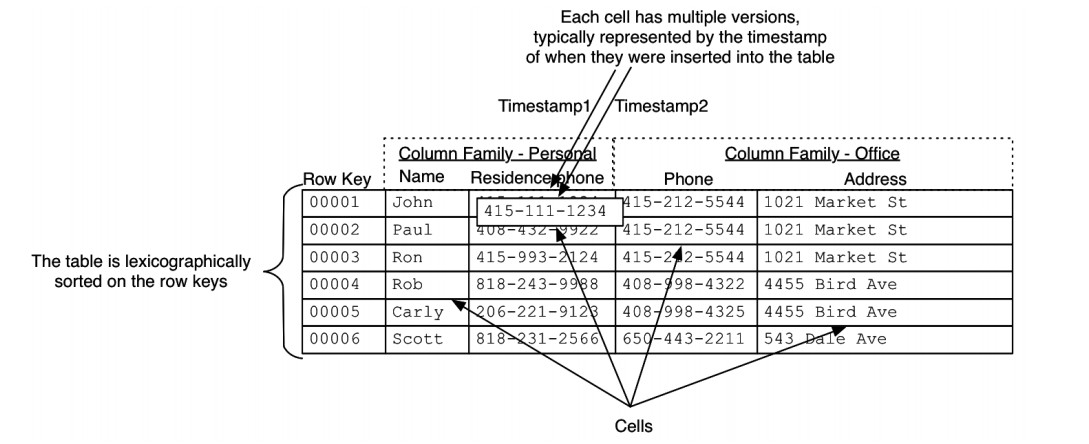 Each cell has multiple versions,
typically represented by the timestamp
of when they were inserted into the table
Timestamp1 Timestamp2
Column Family - Personal Column Family - Office
Row Key Name Residence phone Phone Address
00001 John 415-111-1234 415-212-5544 1021 Market St
00002 Paul 408-432-9922 415-212-5544 1021 Market St
00003 Ron 415-993-2124 415-212-5544 1021 Market St
00004 Rob 818-243-9988 408-998-4322 4455 Bird Ave
00005 Carly 206-221-9123 408-998-4325 4455 Bird Ave
00006 Scott 818-231-2566 650-443-2211 543 Dale Ave
The table is lexicographically
sorted on the row keys
Cells